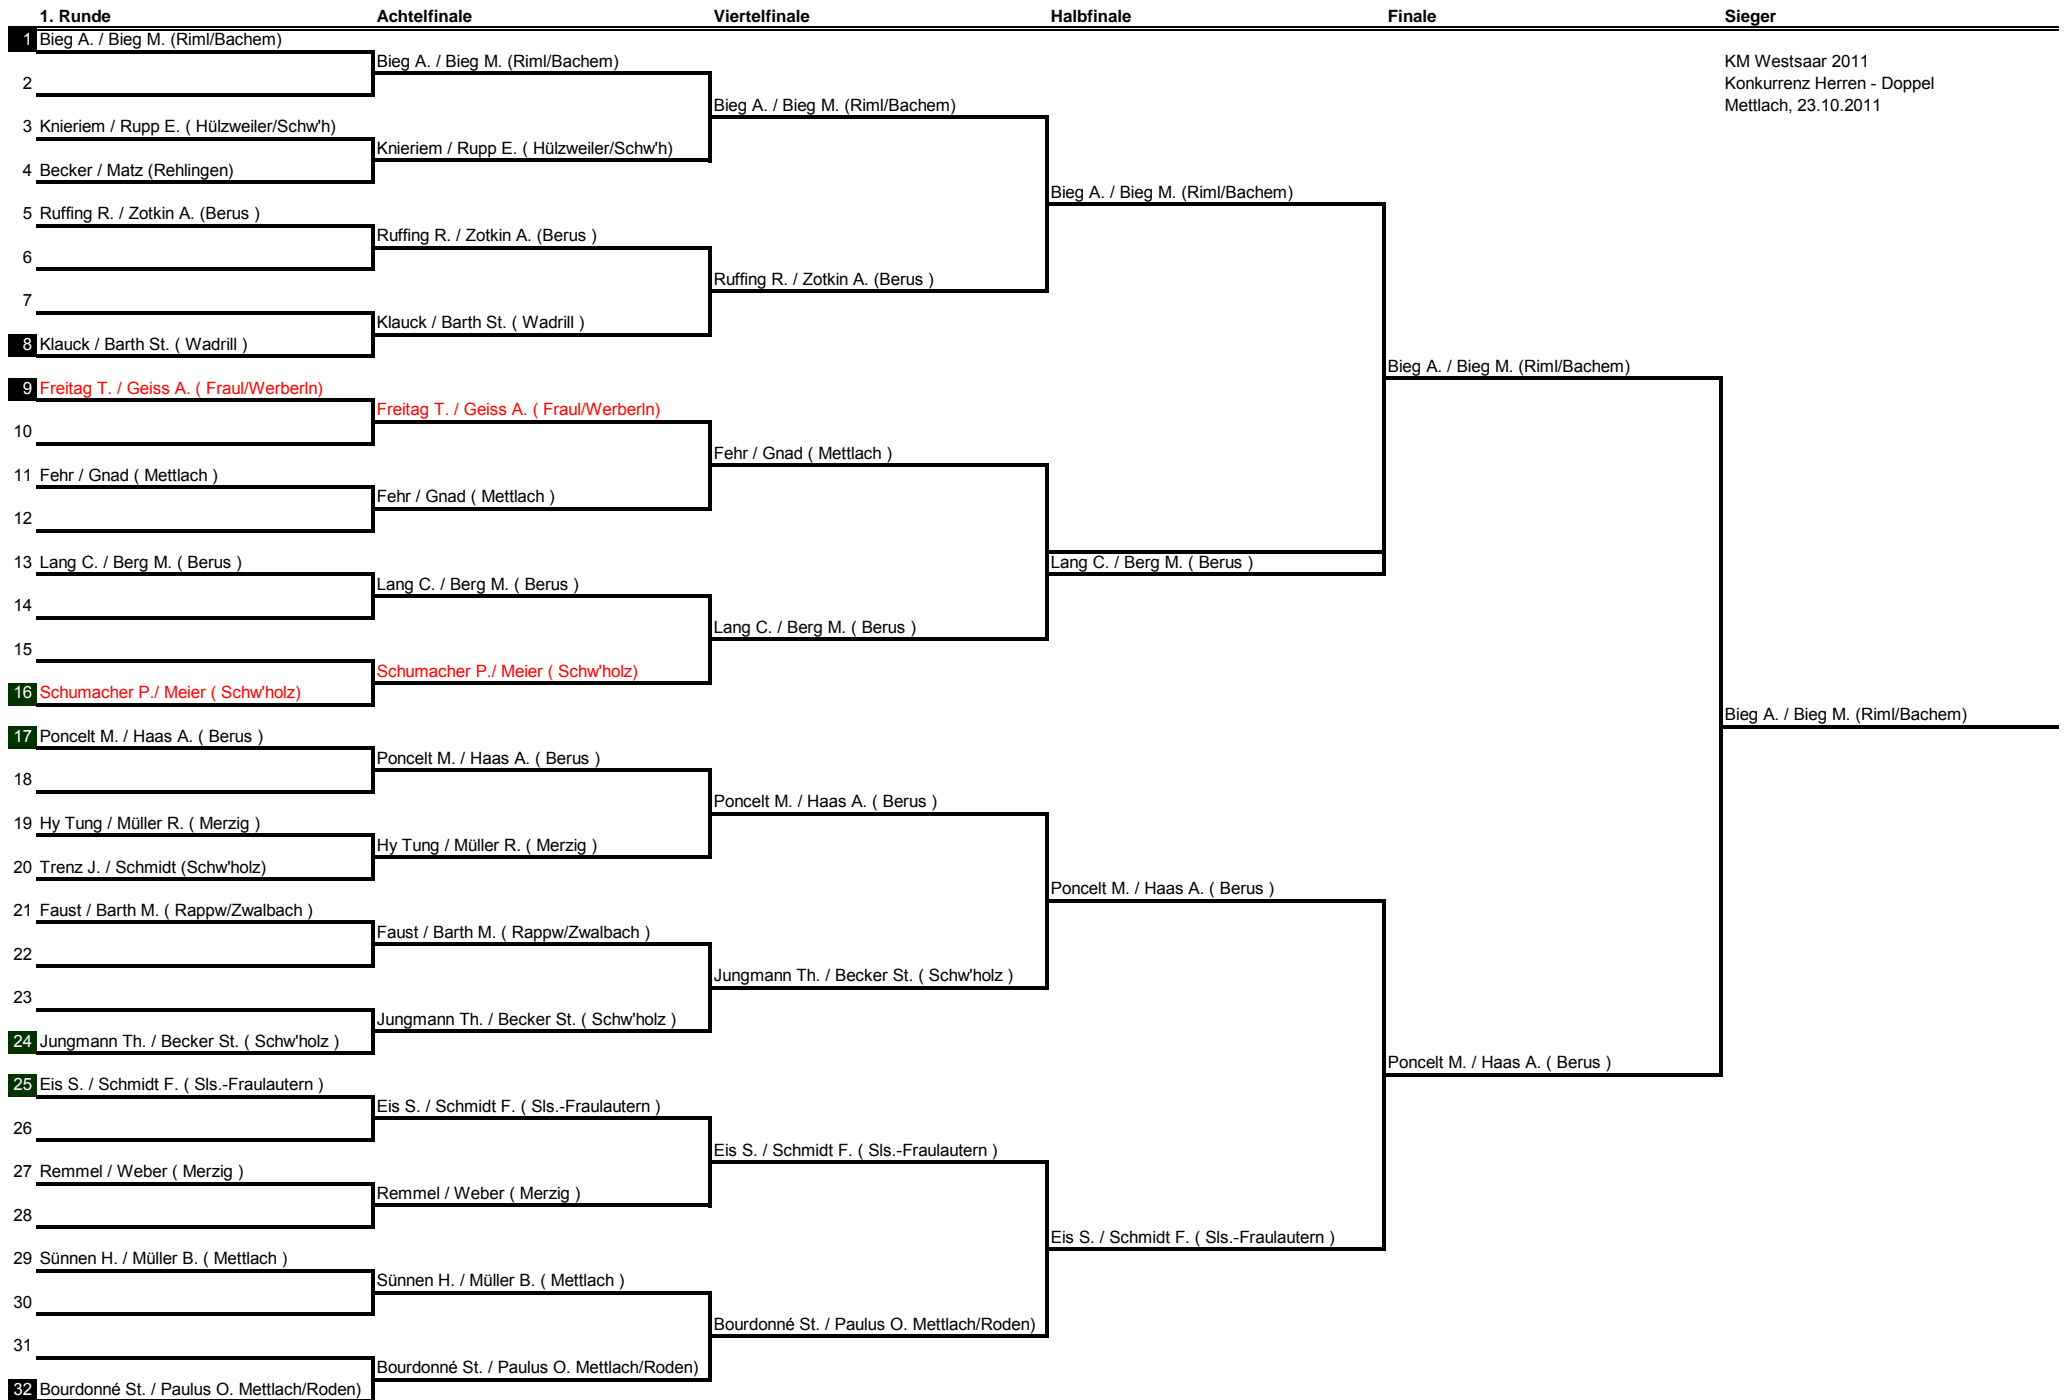 1. Runde Achtelfinale Viertelfinale Halbfinale Finale Sieger
1 Bieg A. / Bieg M. (Riml/Bachem)
Bieg A. / Bieg M. (Riml/Bachem) KM Westsaar 2011
2 Konkurrenz Herren - Doppel
Bieg A. / Bieg M. (Riml/Bachem) Mettlach, 23.10.2011
3 Knieriem / Rupp E. ( Hülzweiler/Schw'h)
Knieriem / Rupp E. ( Hülzweiler/Schw'h)
4 Becker / Matz (Rehlingen)
Bieg A. / Bieg M. (Riml/Bachem)
5 Ruffing R. / Zotkin A. (Berus )
Ruffing R. / Zotkin A. (Berus )
6
Ruffing R. / Zotkin A. (Berus )
7
Klauck / Barth St. ( Wadrill )
8 Klauck / Barth St. ( Wadrill )
Bieg A. / Bieg M. (Riml/Bachem)
9 Freitag T. / Geiss A. ( Fraul/Werberln)
Freitag T. / Geiss A. ( Fraul/Werberln)
10
Fehr / Gnad ( Mettlach )
11 Fehr / Gnad ( Mettlach )
Fehr / Gnad ( Mettlach )
12
13 Lang C. / Berg M. ( Berus ) Lang C. / Berg M. ( Berus )
Lang C. / Berg M. ( Berus )
14
Lang C. / Berg M. ( Berus )
15
Schumacher P./ Meier ( Schw'holz)
16 Schumacher P./ Meier ( Schw'holz)
Bieg A. / Bieg M. (Riml/Bachem)
17 Poncelt M. / Haas A. ( Berus )
Poncelt M. / Haas A. ( Berus )
18
Poncelt M. / Haas A. ( Berus )
19 Hy Tung / Müller R. ( Merzig )
Hy Tung / Müller R. ( Merzig )
20 Trenz J. / Schmidt (Schw'holz)
Poncelt M. / Haas A. ( Berus )
21 Faust / Barth M. ( Rappw/Zwalbach )
Faust / Barth M. ( Rappw/Zwalbach )
22
Jungmann Th. / Becker St. ( Schw'holz )
23
Jungmann Th. / Becker St. ( Schw'holz )
24 Jungmann Th. / Becker St. ( Schw'holz )
Poncelt M. / Haas A. ( Berus )
25 Eis S. / Schmidt F. ( Sls.-Fraulautern )
Eis S. / Schmidt F. ( Sls.-Fraulautern )
26
Eis S. / Schmidt F. ( Sls.-Fraulautern )
27 Remmel / Weber ( Merzig )
Remmel / Weber ( Merzig )
28
Eis S. / Schmidt F. ( Sls.-Fraulautern )
29 Sünnen H. / Müller B. ( Mettlach )
Sünnen H. / Müller B. ( Mettlach )
30
Bourdonné St. / Paulus O. Mettlach/Roden)
31
Bourdonné St. / Paulus O. Mettlach/Roden)
32 Bourdonné St. / Paulus O. Mettlach/Roden)